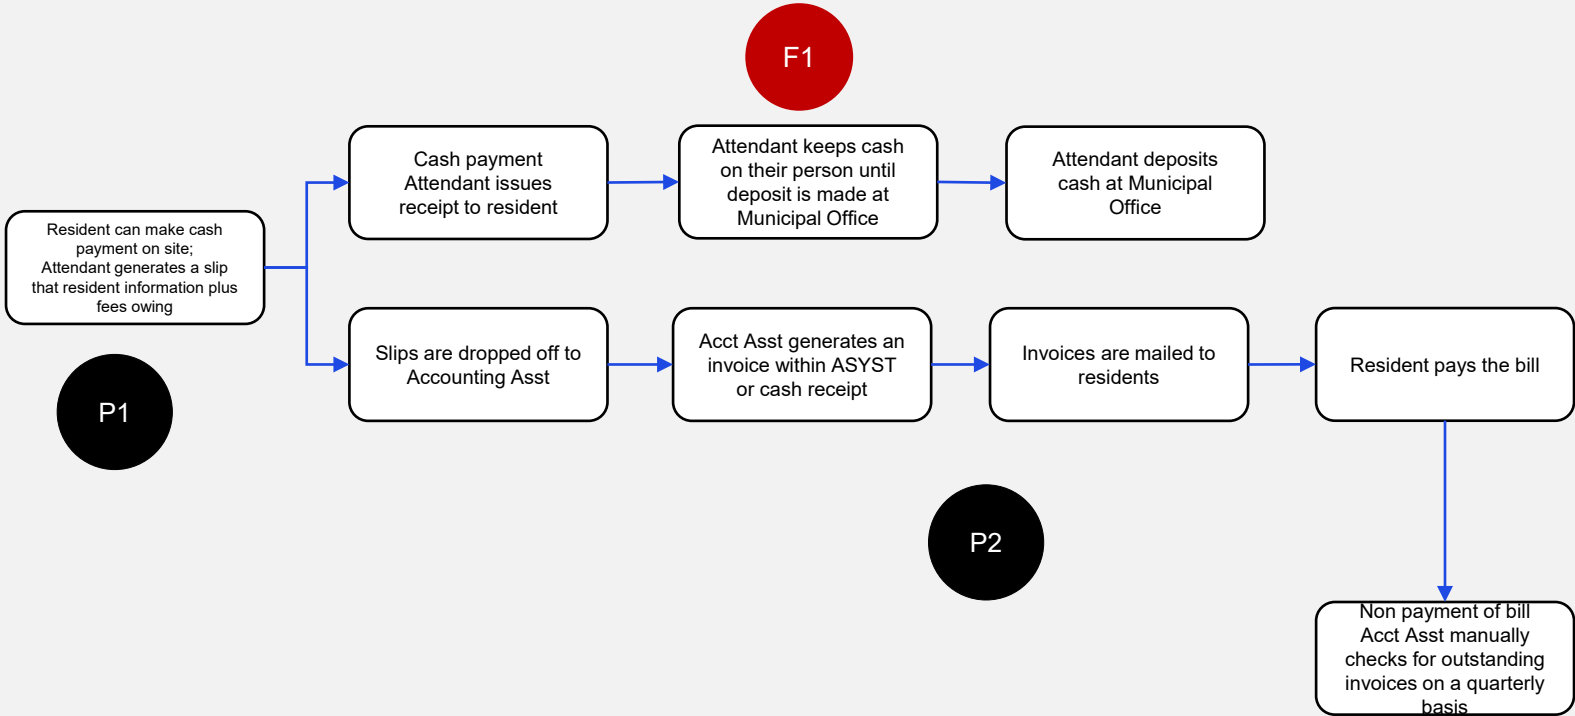 F1
Cash payment
Attendant issues
receipt to resident
Attendant keeps cash
on their person until
deposit is made at
Municipal Office
Attendant deposits
cash at Municipal
Office
Resident can make cash
payment on site;
Attendant generates a slip
that resident information plus
fees owing
Slips are dropped off to
Accounting Asst
Acct Asst generates an
invoice within ASYST
or cash receipt
Invoices are mailed to
residents
Resident pays the bill
P1
P2
Non payment of bill
Acct Asst manually
checks for outstanding
invoices on a quarterly
basis